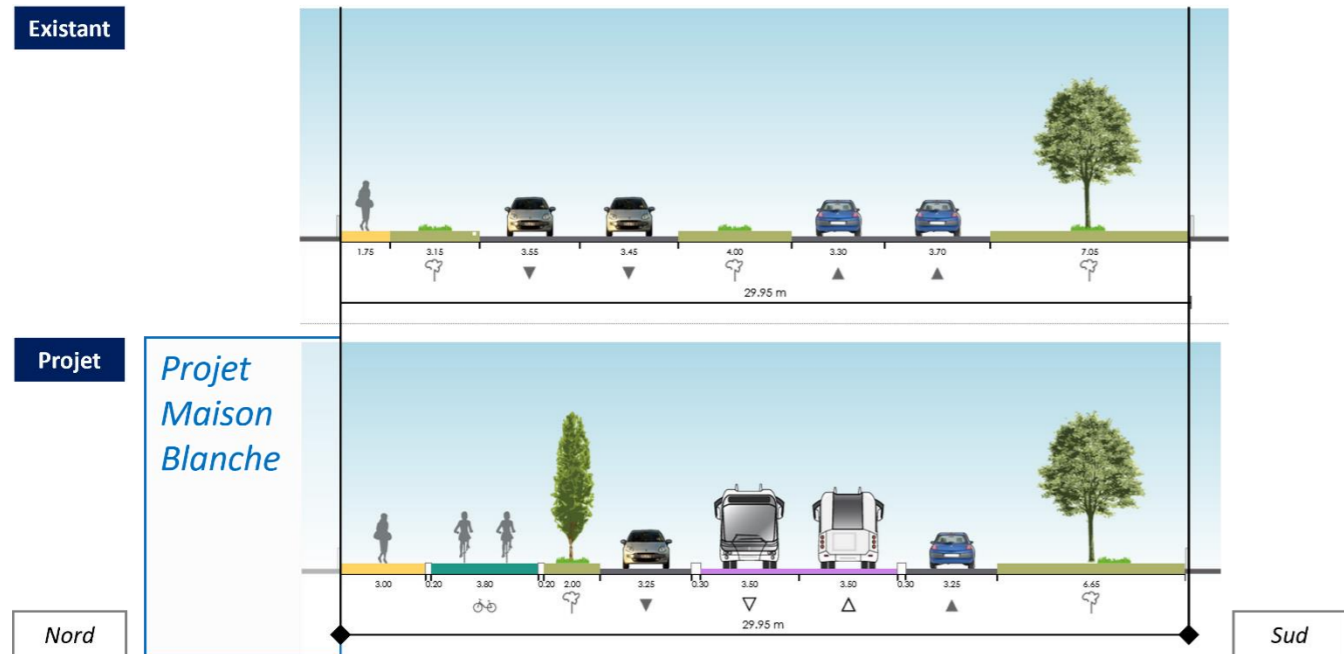 Existant
1.75 3.15 3.55 3.45 4.00 3.30 3.70 7.05
29.95 m
Projet
Projet
Maison
Blanche
3.00 0.20 3.80 0.20 2.00 3.25 0.30 3.50 3.50 0.30 3.25 6.65
29.95 m
Nord
Sud